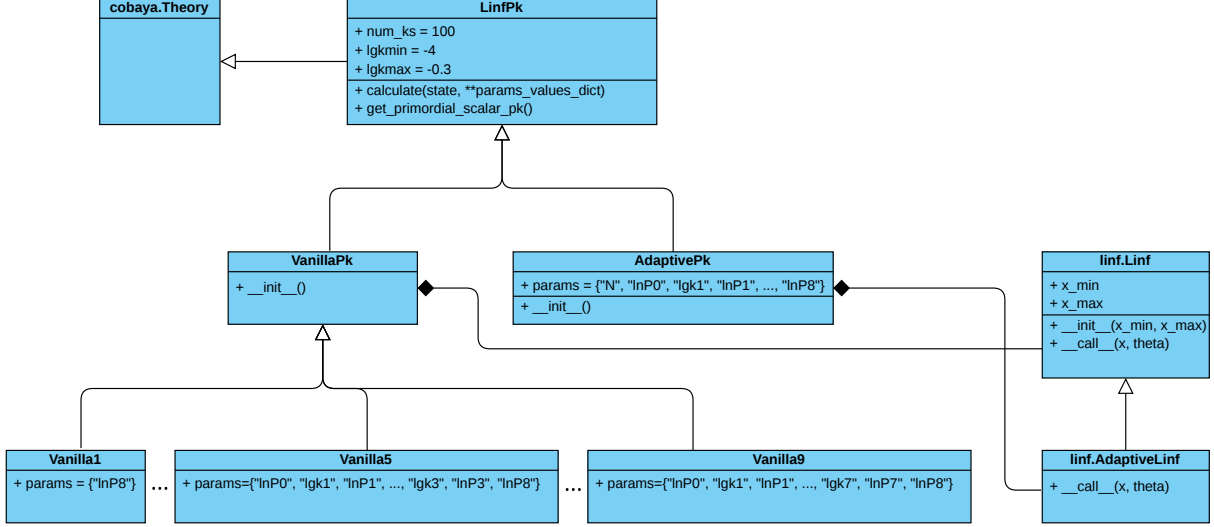 cobaya.Theory
LinfPk
+ num_ks = 100
+ lgkmin = -4
+ lgkmax = -0.3
+ calculate(state, **params_values_dict)
+ get_primordial_scalar_pk()
VanillaPk
+ __init__()
AdaptivePk
+ params = {"N", "lnP0", "lgk1", "lnP1", ..., "lnP8"}
+ __init__()
linf.Linf
+ x_min
+ x_max
+ __init__(x_min, x_max)
+ __call__(x, theta)
Vanilla1
+ params = {"lnP8"}
...
Vanilla5
+ params={"lnP0", "lgk1", "lnP1", ..., "lgk3", "lnP3", "lnP8"}
...
Vanilla9
+ params={"lnP0", "lgk1", "lnP1", ..., "lgk7", "lnP7", "lnP8"}
linf.AdaptiveLinf
+ __call__(x, theta)